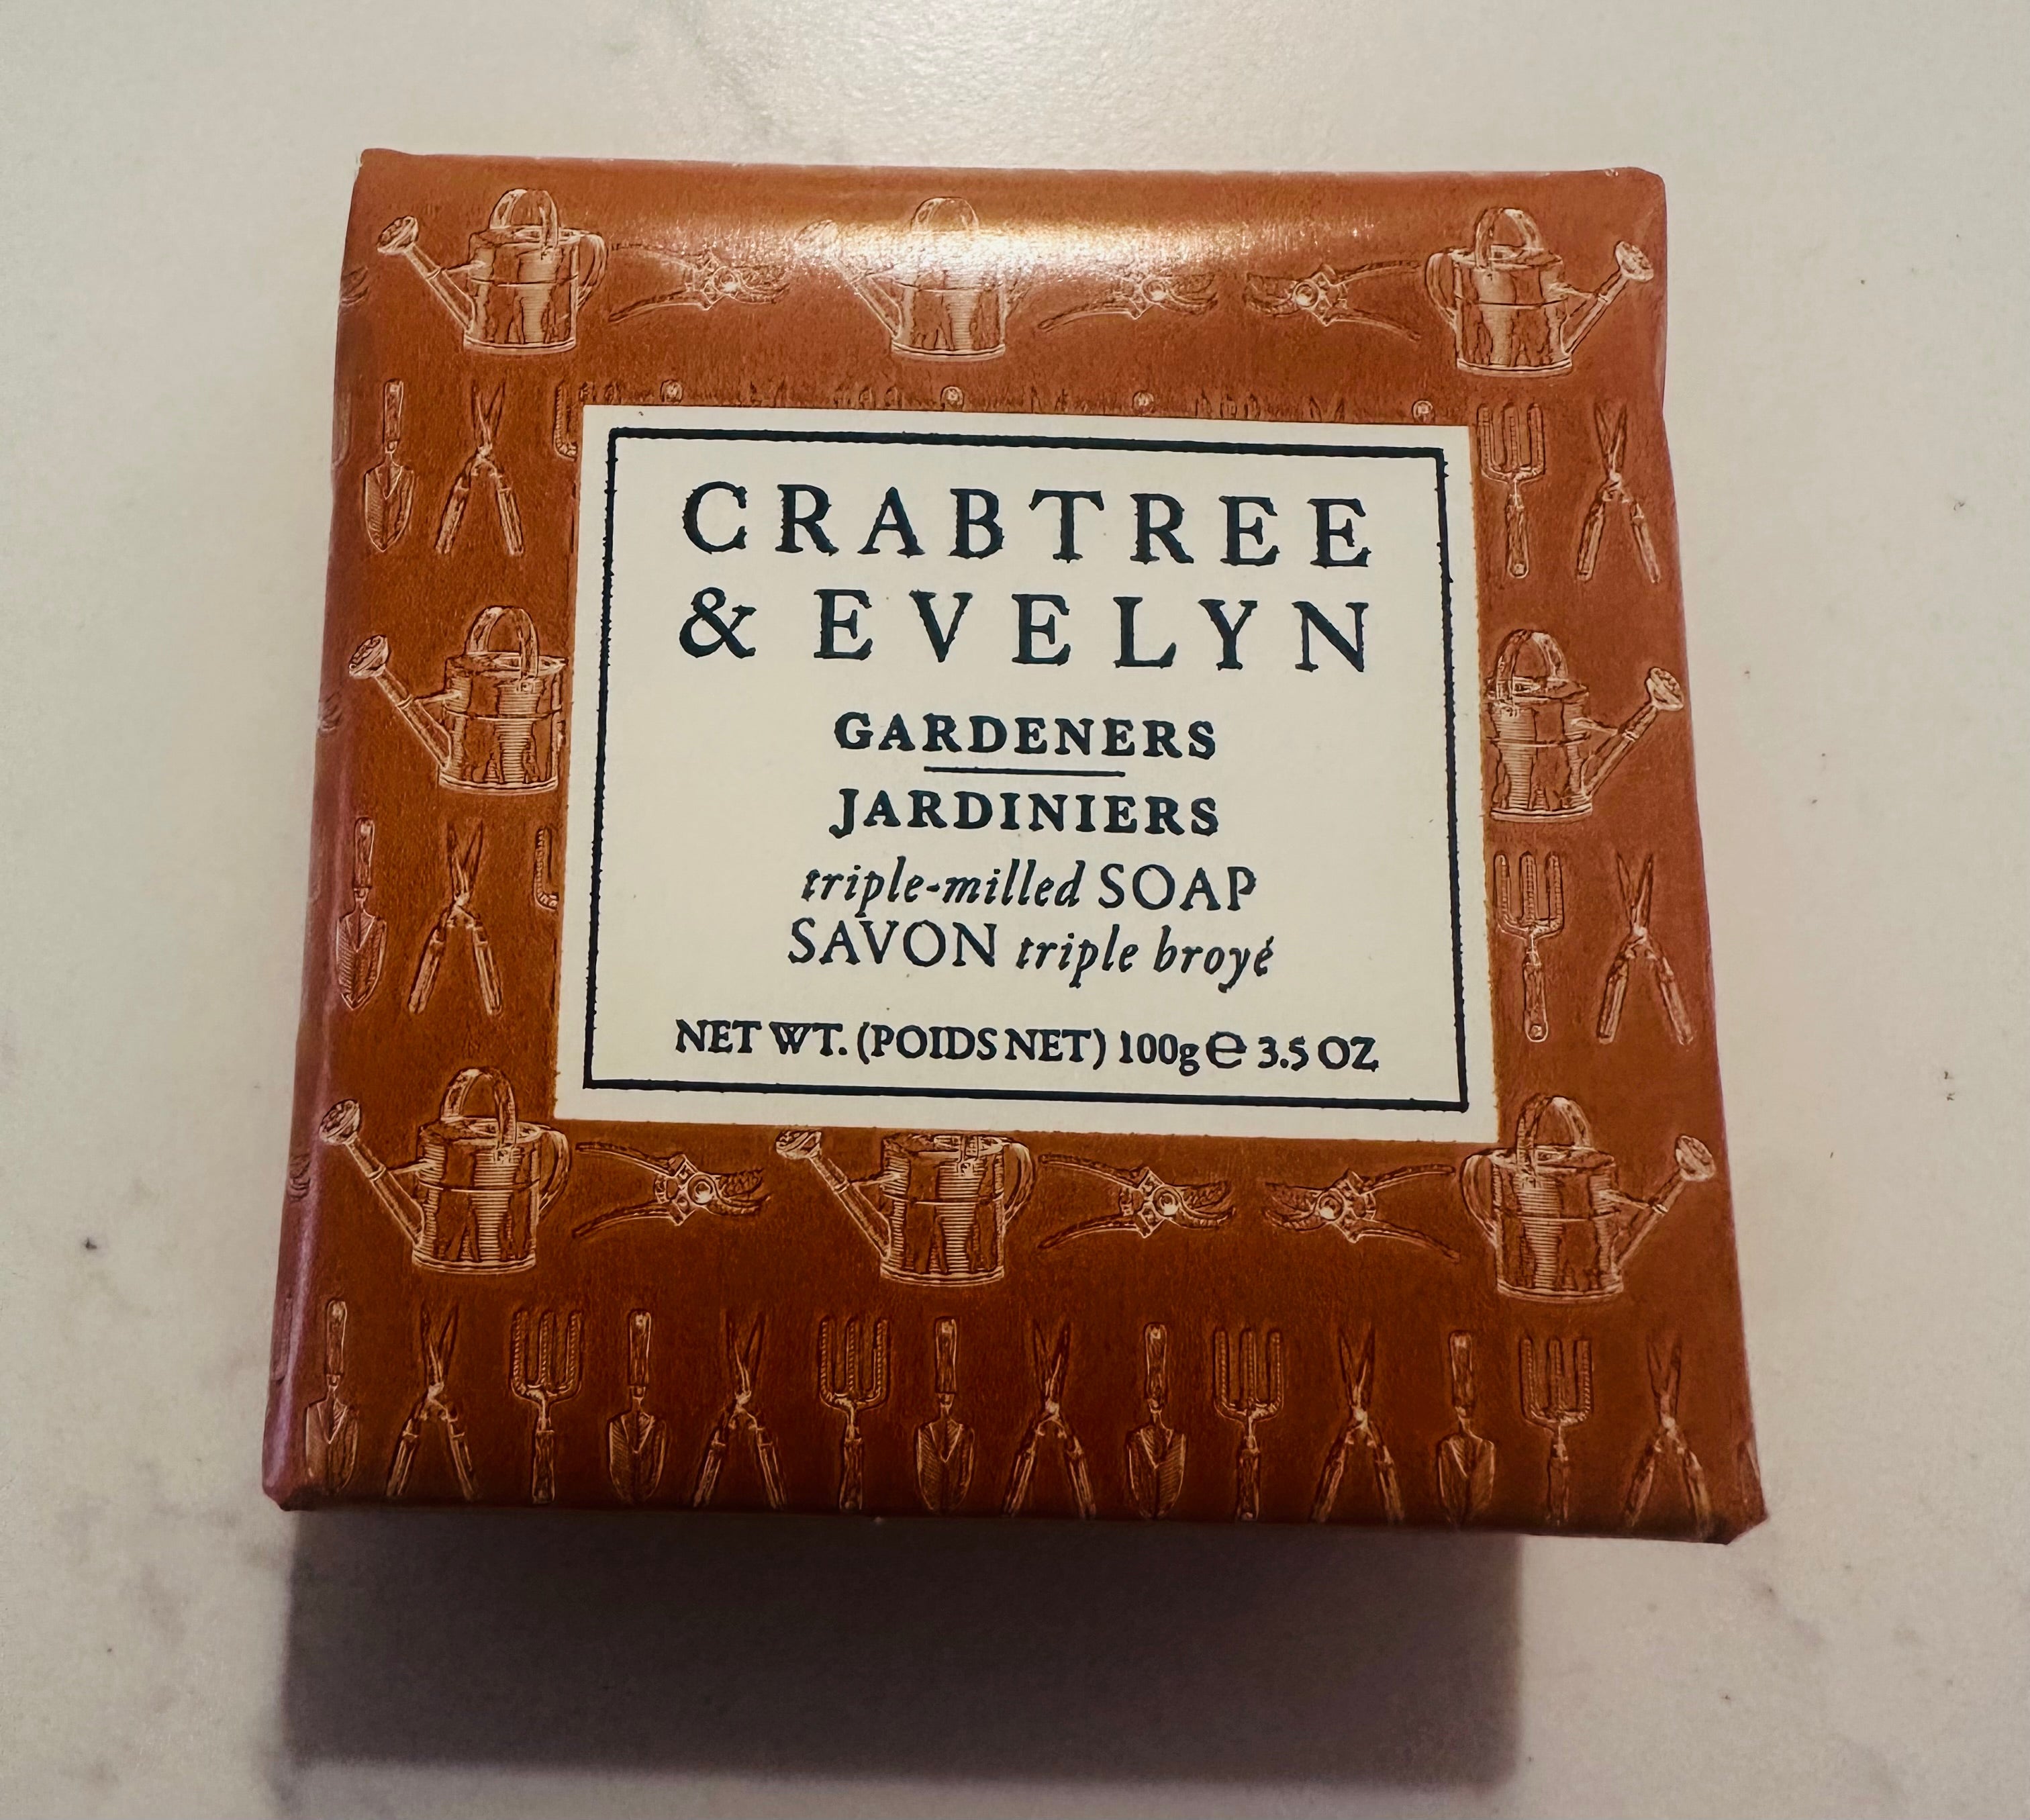 CRABTREE
& EVELYN
GARDENERS
JARDINIERS
triple-milled SOAP
SAVON triple broyé
NET WT. (POIDS NET) 100g ℮ 3.5 OZ